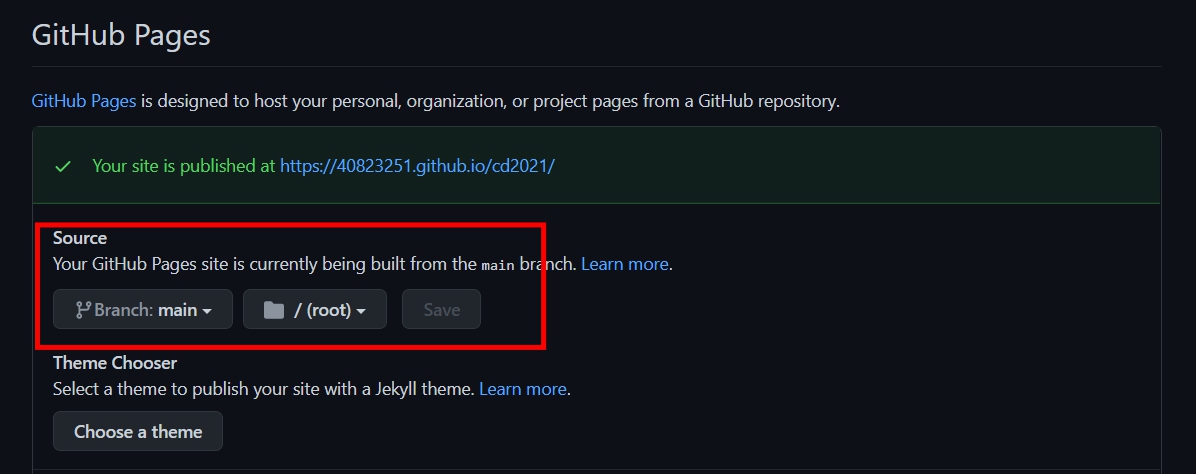 GitHub Pages
GitHub Pages is designed to host your personal, organization, or project pages from a GitHub repository.
Your site is published at https://40823251.github.io/cd2021/
Source
Your GitHub Pages site is currently being built from the main branch. Learn more.
Branch: main / (root) Save
Theme Chooser
Select a theme to publish your site with a Jekyll theme. Learn more.
Choose a theme